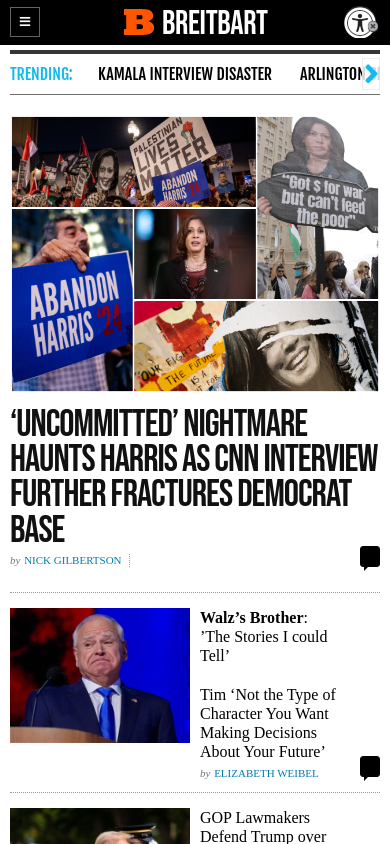 BREITBART
TRENDING:
KAMALA INTERVIEW DISASTER
ARLINGTON
PALESTINIAN
LIVES
MATTER
ABANDON
HARRIS '24
"Got $ for war,
but can't feed
the poor"
ABANDON
HARRIS '24
"OUR FIGHT
THE FUTURE
IS A
‘UNCOMMITTED’ NIGHTMARE
HAUNTS HARRIS AS CNN INTERVIEW
FURTHER FRACTURES DEMOCRAT
BASE
by NICK GILBERTSON
Walz’s Brother:
’The Stories I could
Tell’
Tim ‘Not the Type of
Character You Want
Making Decisions
About Your Future’
by ELIZABETH WEIBEL
GOP Lawmakers
Defend Trump over